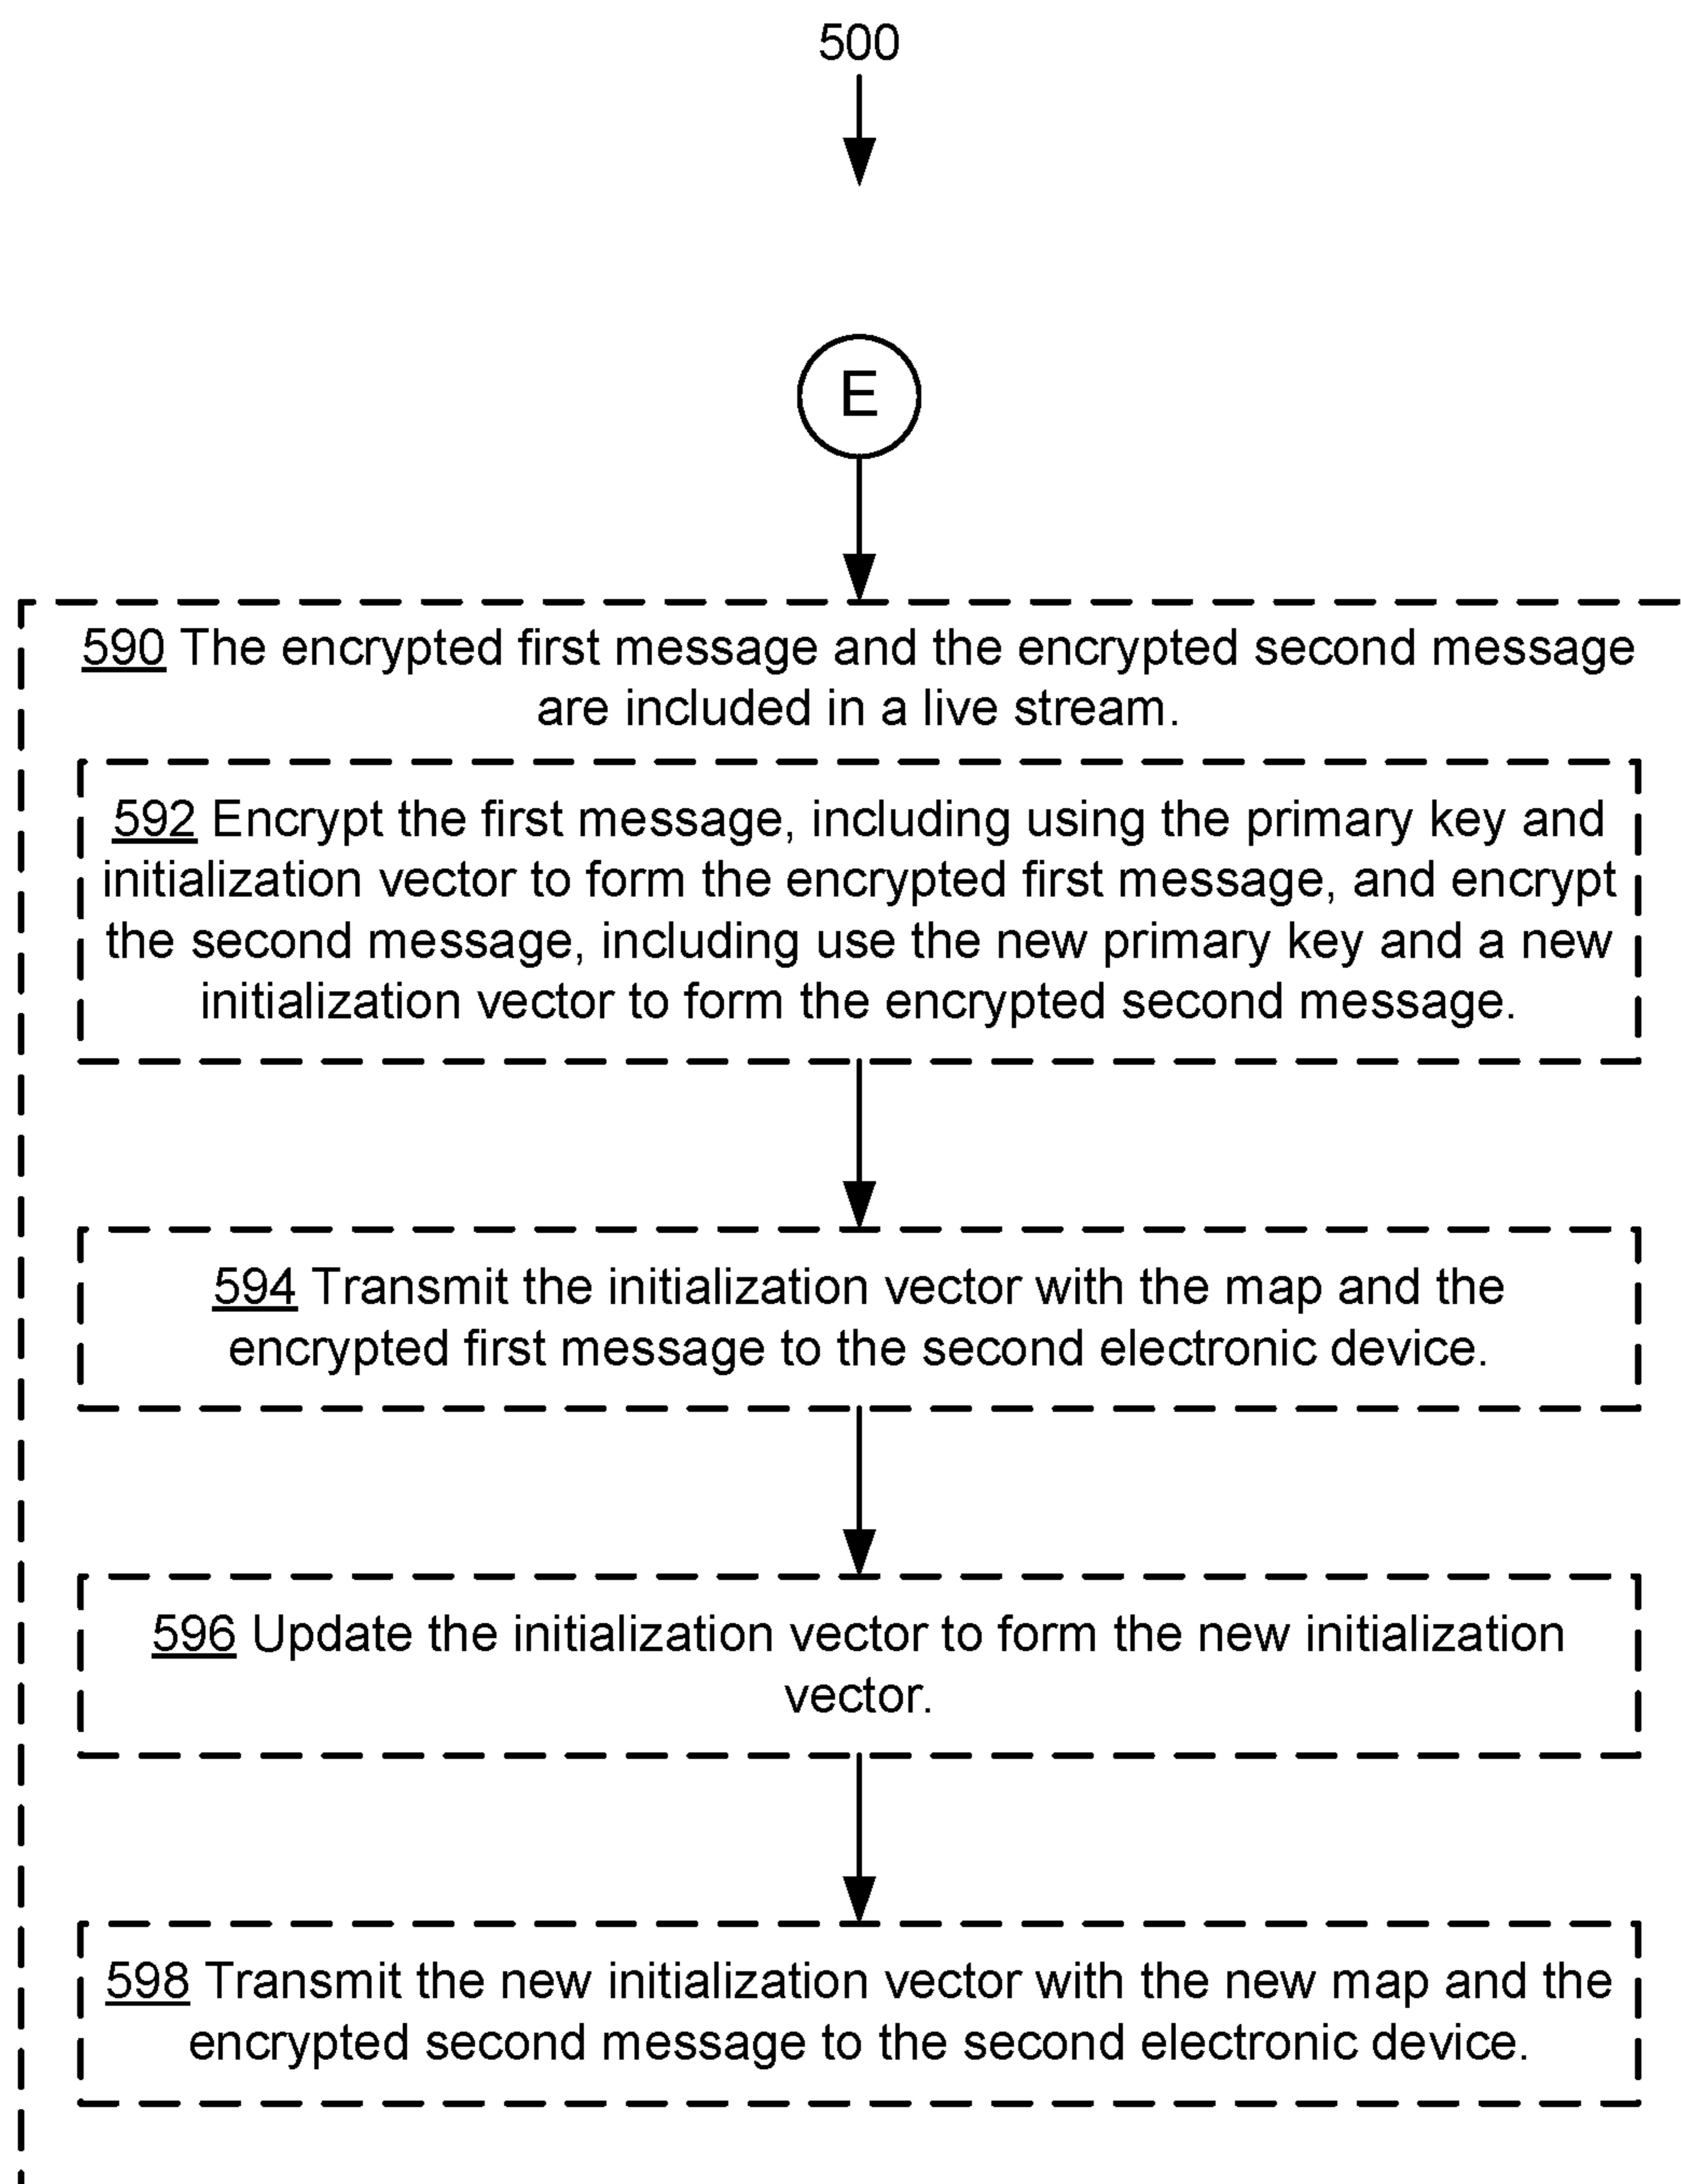 500
E
590 The encrypted first message and the encrypted second message
are included in a live stream.
592 Encrypt the first message, including using the primary key and
initialization vector to form the encrypted first message, and encrypt
the second message, including use the new primary key and a new
initialization vector to form the encrypted second message.
594 Transmit the initialization vector with the map and the
encrypted first message to the second electronic device.
596 Update the initialization vector to form the new initialization
vector.
598 Transmit the new initialization vector with the new map and the
encrypted second message to the second electronic device.